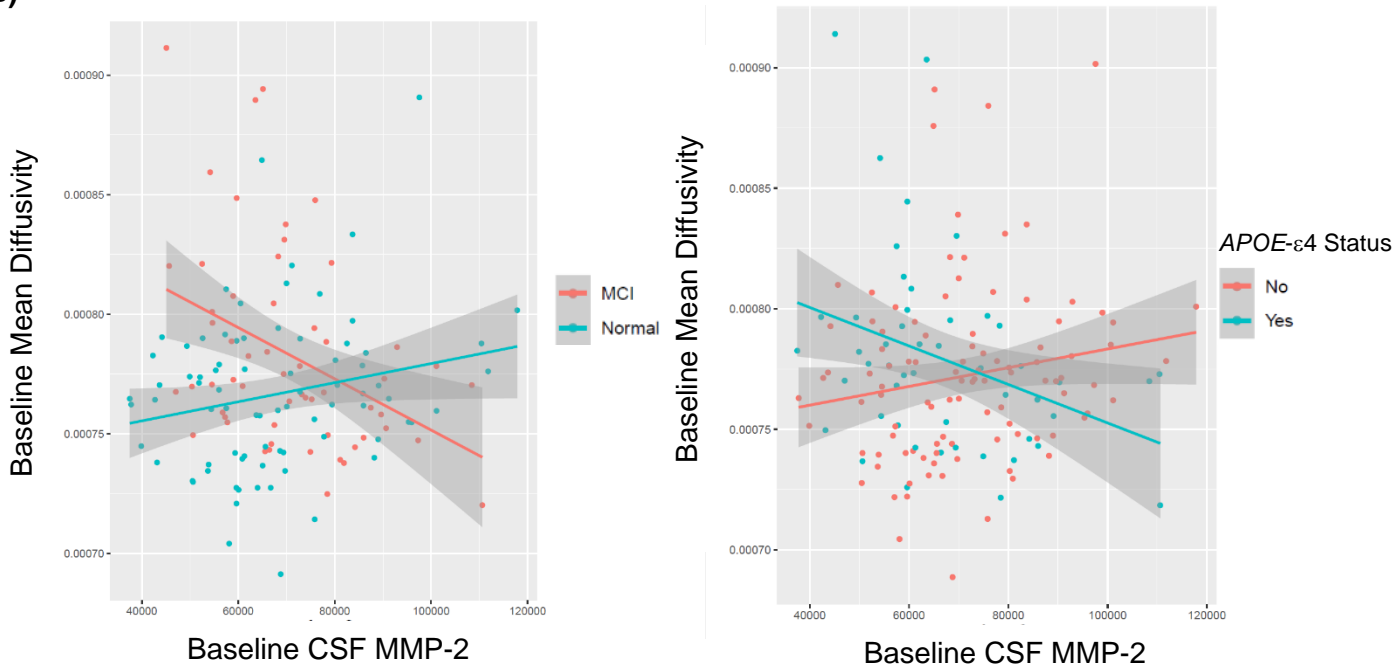 Baseline Mean Diffusivity
0.00090
0.00085
0.00080
0.00075
0.00070
40000 60000 80000 100000 120000
Baseline CSF MMP-2
MCI
Normal
Baseline Mean Diffusivity
0.00090
0.00085
0.00080
0.00075
0.00070
40000 60000 80000 100000 120000
Baseline CSF MMP-2
APOE-ε4 Status
No
Yes